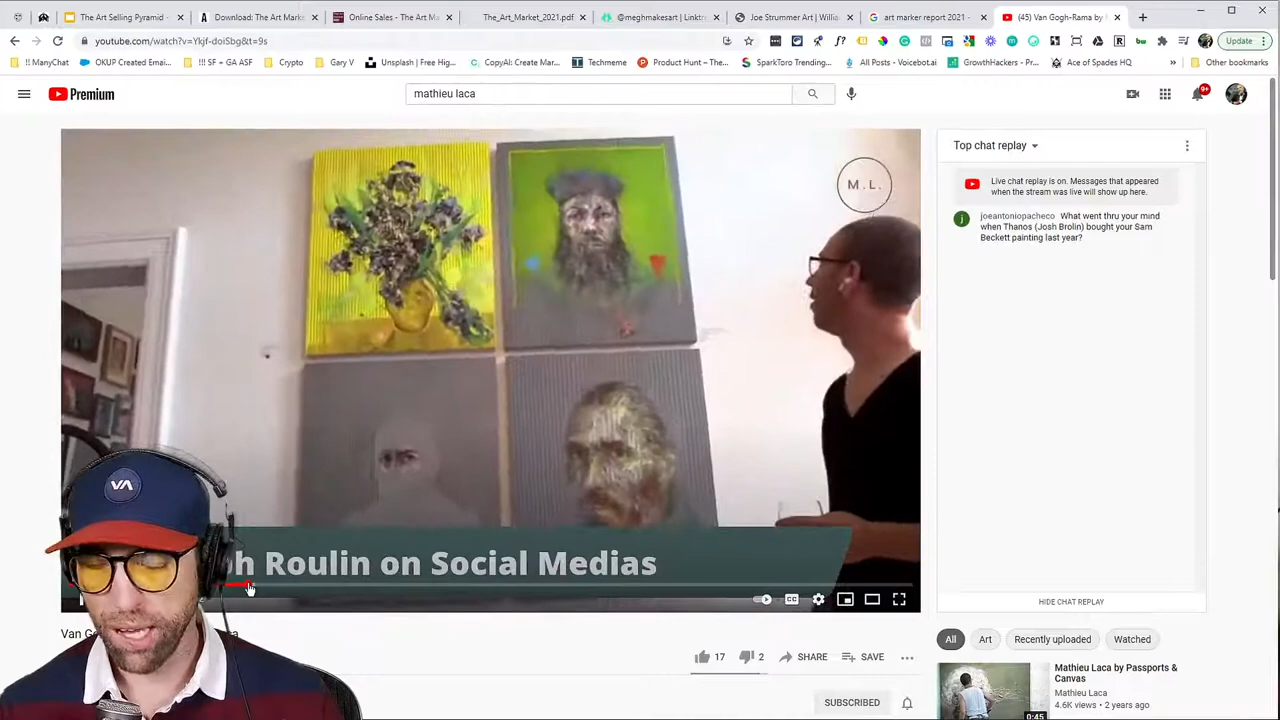 The Art Selling Pyramid
Download: The Art Marke
Online Sales - The Art Ma
The_Art_Market_2021.pdf
@meghmakesart | Linktr
Joe Strummer Art | Willia
art marker report 2021 -
(45) Van Gogh-Rama by
youtube.com/watch?v=Ykjf-doiSbg&t=9s
Update
!! ManyChat
OKUP Created Emai...
!!! SF + GA ASF
Crypto
Gary V
Unsplash | Free Hig...
CopyAI: Create Mar...
Techmeme
Product Hunt – The...
SparkToro Trending...
All Posts - Voicebot.ai
GrowthHackers - Pr...
Ace of Spades HQ
»
Other bookmarks
Premium
mathieu laca
9+
M.L.
Top chat replay
Live chat replay is on. Messages that appeared
when the stream was live will show up here.
joeantoniopacheco What went thru your mind
when Thanos (Josh Brolin) bought your Sam
Beckett painting last year?
VA
h Roulin on Social Medias
CC
HIDE CHAT REPLAY
Van G
17
2
SHARE
SAVE
SUBSCRIBED
All
Art
Recently uploaded
Watched
Mathieu Laca by Passports &
Canvas
Mathieu Laca
4.6K views • 2 years ago
0:45